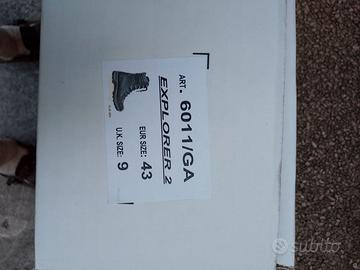 ART. 6011/GA
EXPLORER 2
EUR SIZE: 43
U.K. SIZE: 9
subito